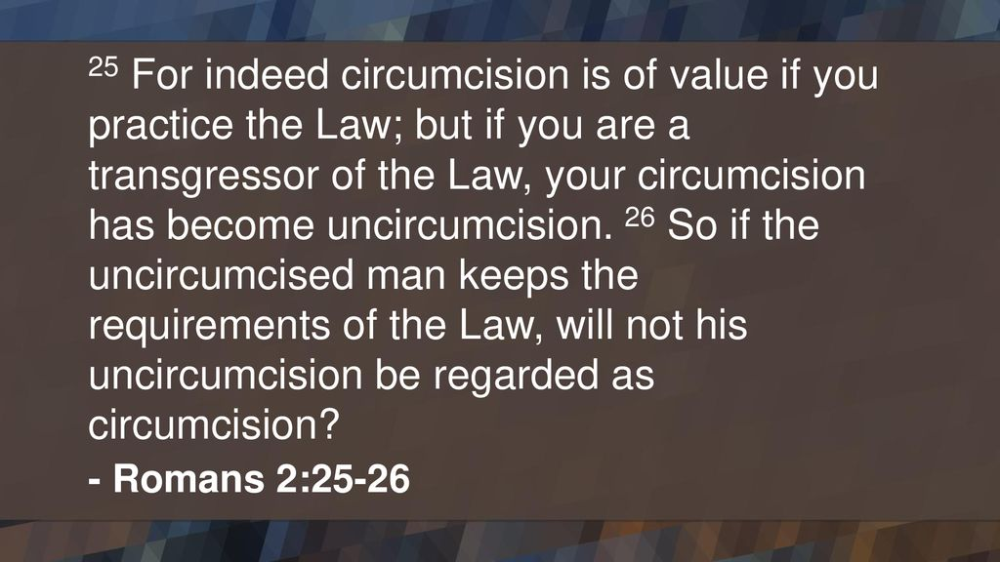 25 For indeed circumcision is of value if you
practice the Law; but if you are a
transgressor of the Law, your circumcision
has become uncircumcision. 26 So if the
uncircumcised man keeps the
requirements of the Law, will not his
uncircumcision be regarded as
circumcision?
- Romans 2:25-26